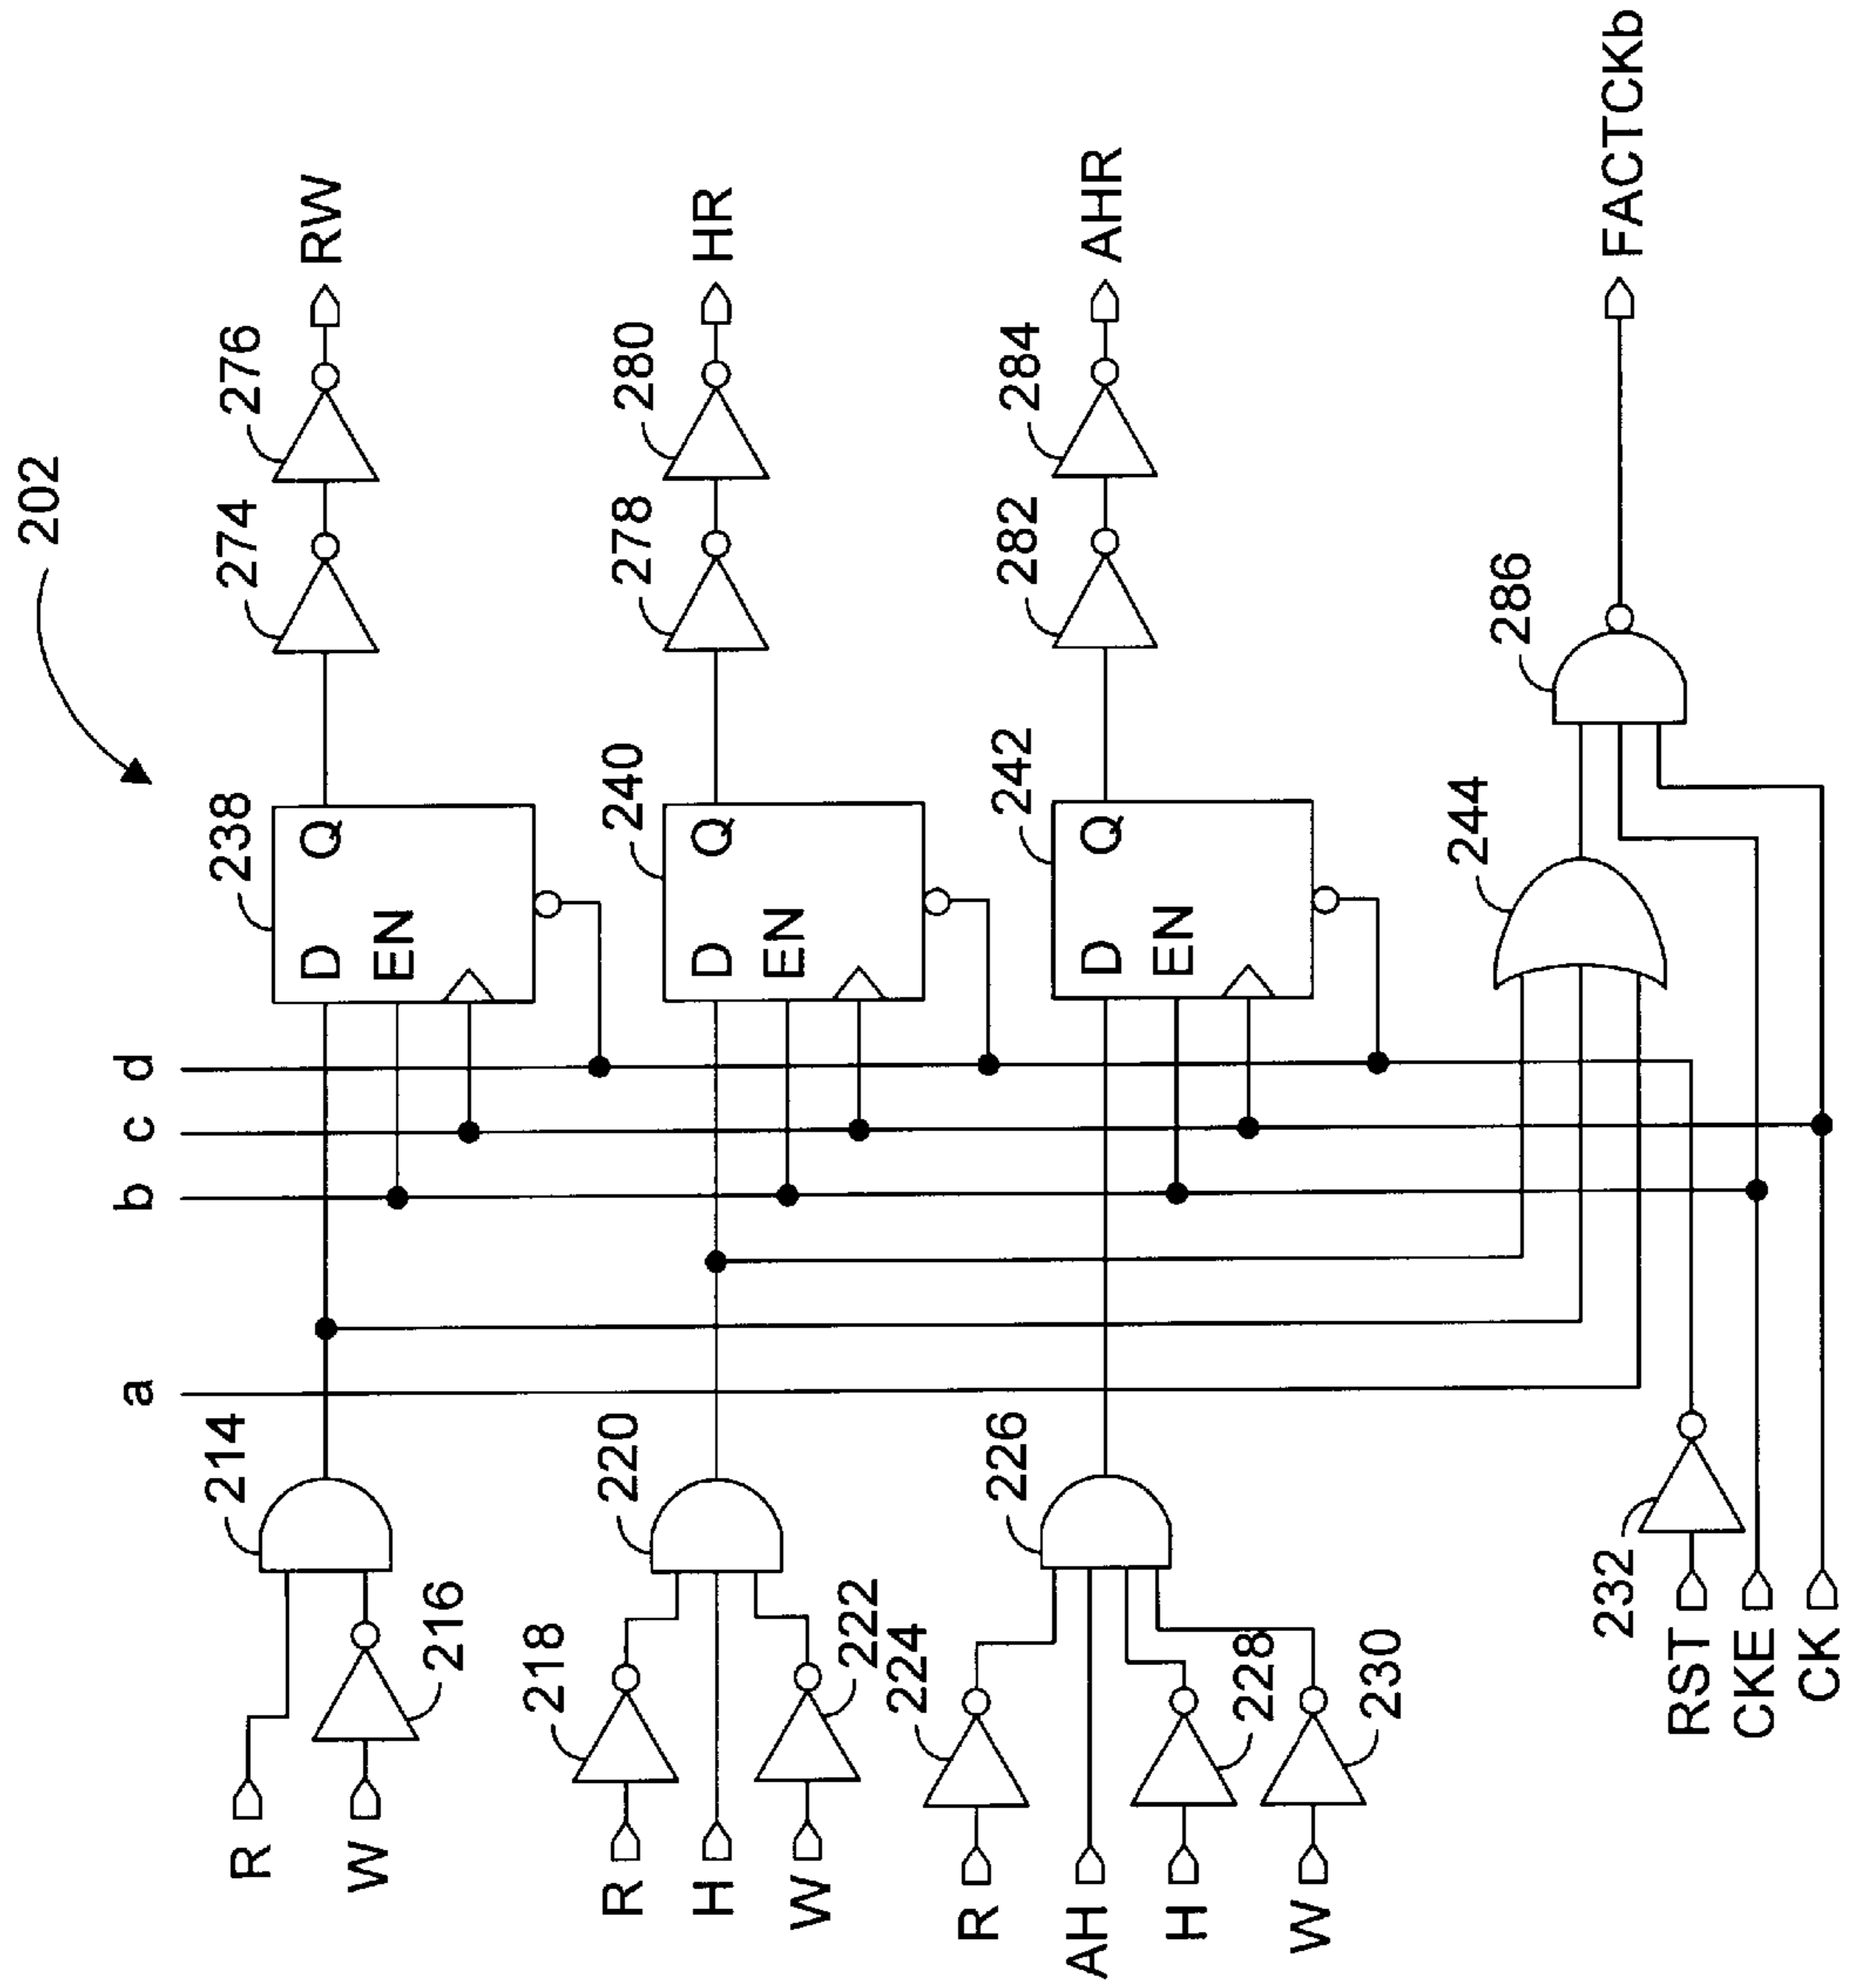 202
a
b
c
d
R
W
216
214
238
D
Q
EN
274
276
RW
R
H
W
218
222
220
240
D
Q
EN
278
280
HR
R
AH
H
W
224
228
230
226
242
D
Q
EN
282
284
AHR
244
286
FACTCKb
RST
CKE
CK
232